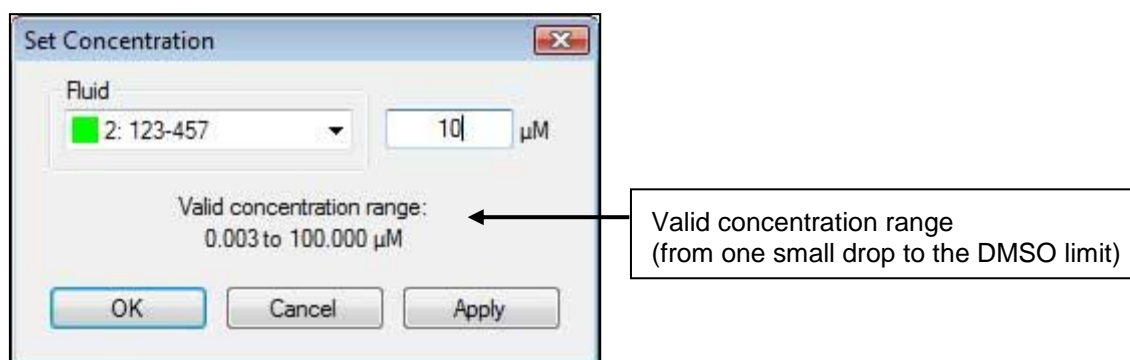 Set Concentration
Fluid
2: 123-457
10 µM
Valid concentration range:
0.003 to 100.000 µM
OK Cancel Apply
Valid concentration range
(from one small drop to the DMSO limit)